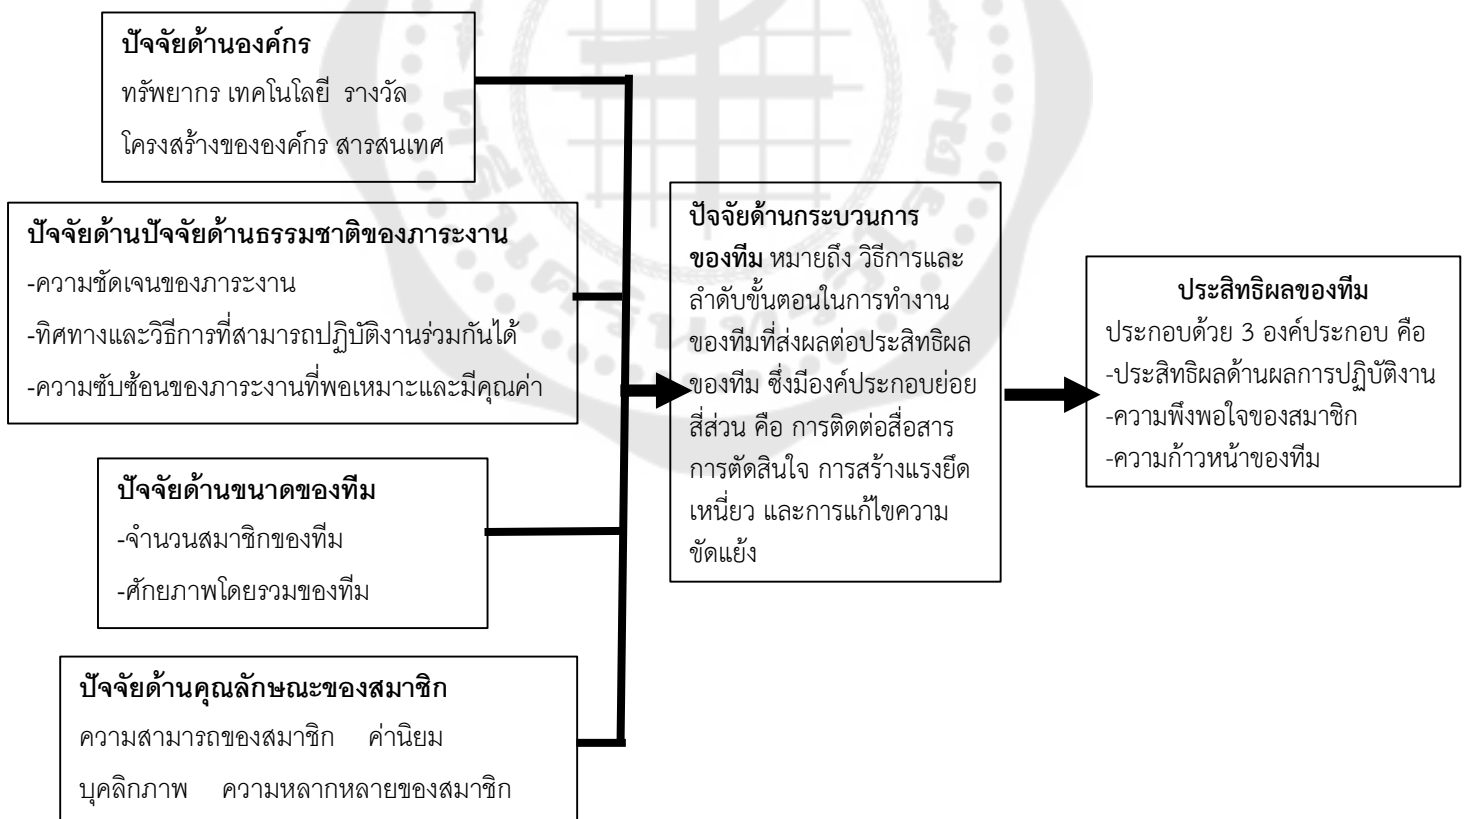 ปัจจัยด้านองค์กร
ทรัพยากร เทคโนโลยี รางวัล
โครงสร้างขององค์กร สารสนเทศ
ปัจจัยด้านปัจจัยด้านธรรมชาติของภาระงาน
-ความชัดเจนของภาระงาน
-ทิศทางและวิธีการที่สามารถปฏิบัติงานร่วมกันได้
-ความซับซ้อนของภาระงานที่พอเหมาะและมีคุณค่า
ปัจจัยด้านขนาดของทีม
-จำนวนสมาชิกของทีม
-ศักยภาพโดยรวมของทีม
ปัจจัยด้านคุณลักษณะของสมาชิก
ความสามารถของสมาชิก ค่านิยม
บุคลิกภาพ ความหลากหลายของสมาชิก
ปัจจัยด้านกระบวนการ
ของทีม หมายถึง วิธีการและ
ลำดับขั้นตอนในการทำงาน
ของทีมที่ส่งผลต่อประสิทธิผล
ของทีม ซึ่งมีองค์ประกอบย่อย
สี่ส่วน คือ การติดต่อสื่อสาร
การตัดสินใจ การสร้างแรงยึด
เหนี่ยว และการแก้ไขความ
ขัดแย้ง
ประสิทธิผลของทีม
ประกอบด้วย 3 องค์ประกอบ คือ
-ประสิทธิผลด้านผลการปฏิบัติงาน
-ความพึงพอใจของสมาชิก
-ความก้าวหน้าของทีม